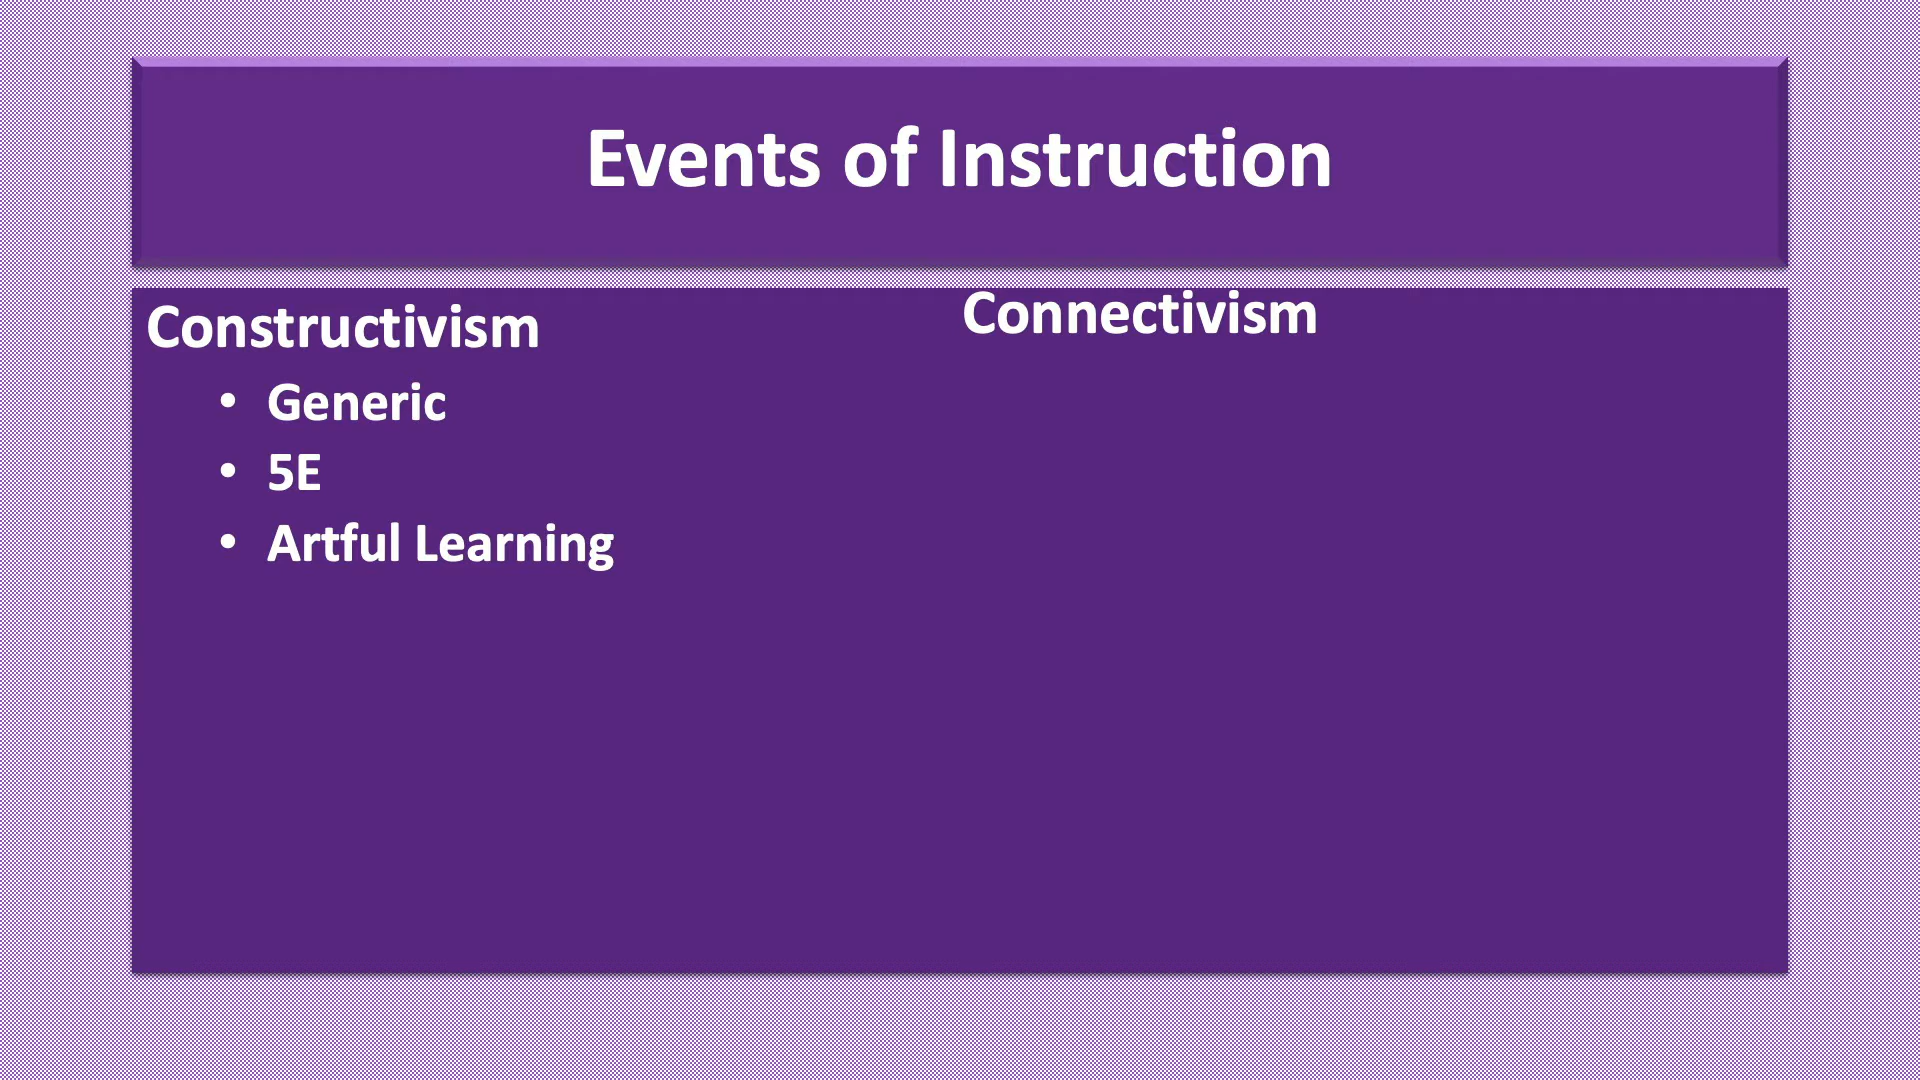 Events of Instruction
Constructivism
• Generic
• 5E
• Artful Learning
Connectivism